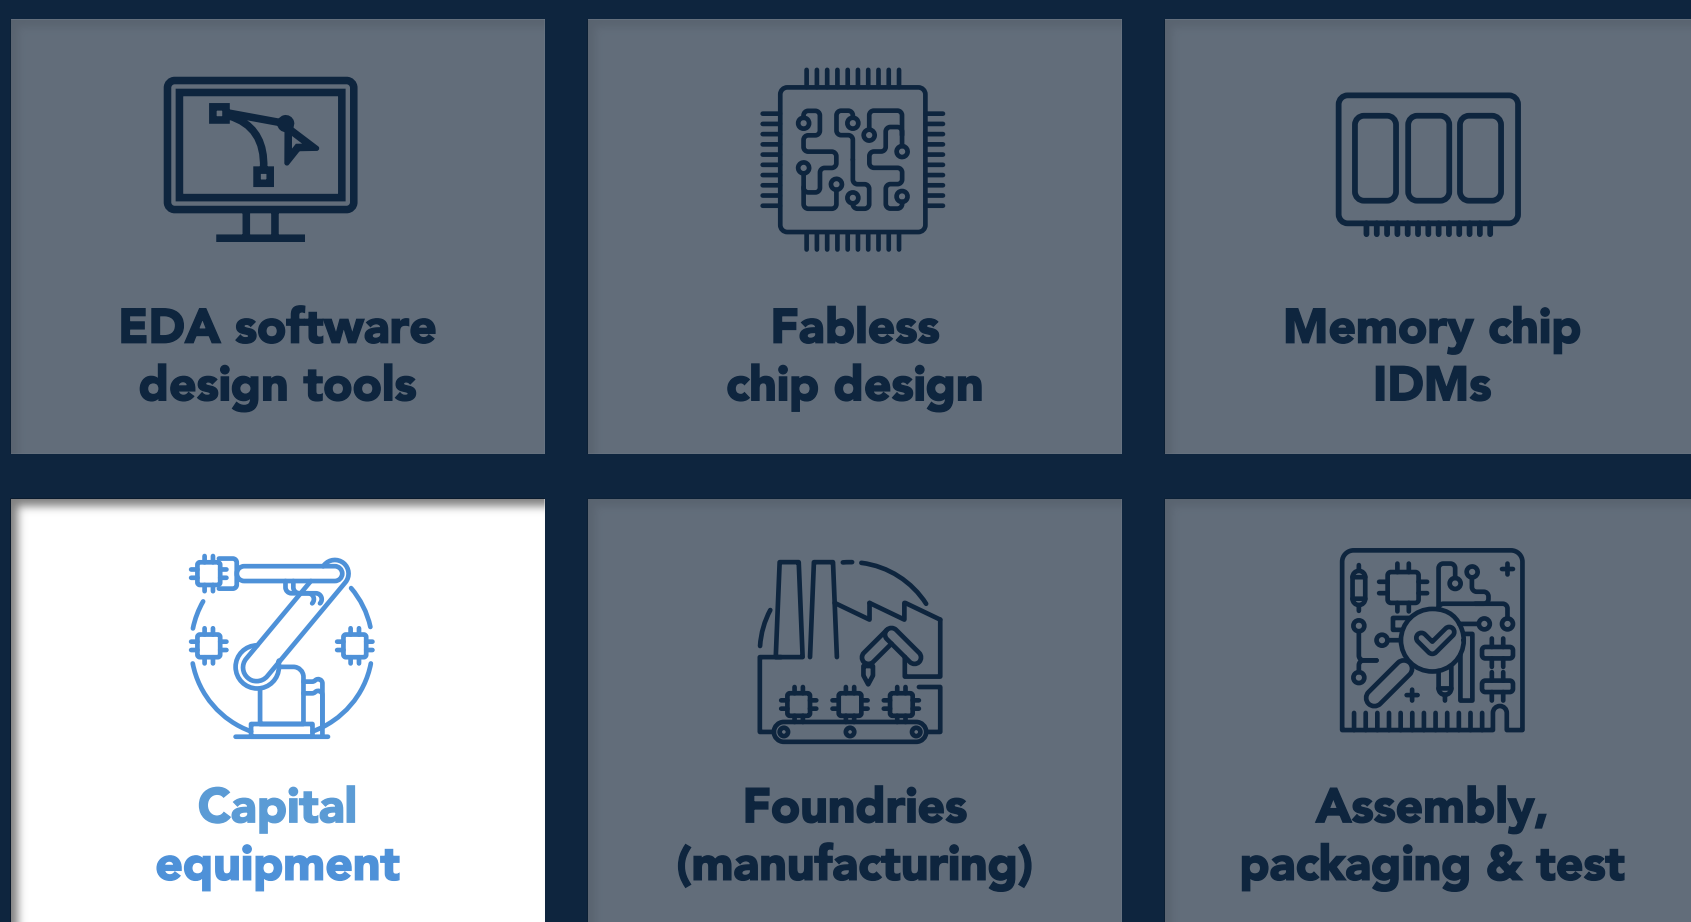 EDA software
design tools
Fabless
chip design
Memory chip
IDMs
Capital
equipment
Foundries
(manufacturing)
Assembly,
packaging & test